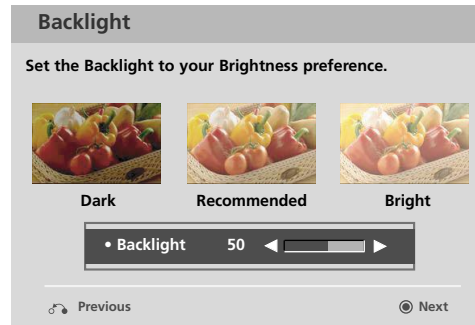 Backlight
Set the Backlight to your Brightness preference.
Dark Recommended Bright
• Backlight 50
Previous Next